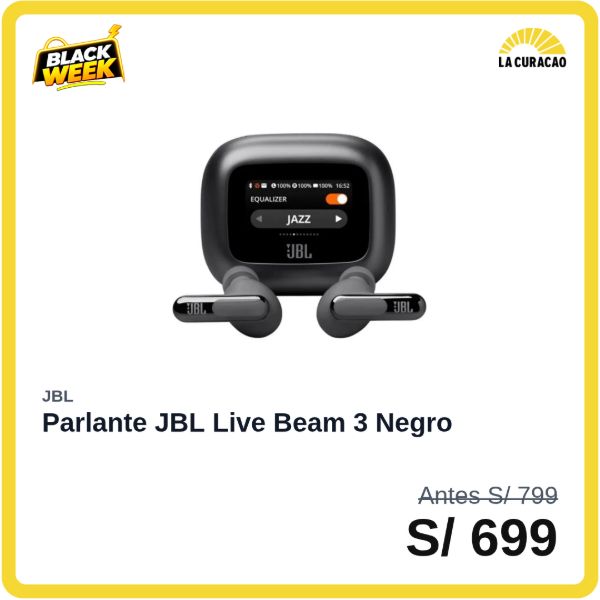 BLACK
WEEK
LA CURACAO
100% 100% 100% 16:52
EQUALIZER
JAZZ
JBL
JBL JBL
JBL
Parlante JBL Live Beam 3 Negro
Antes S/ 799
S/ 699